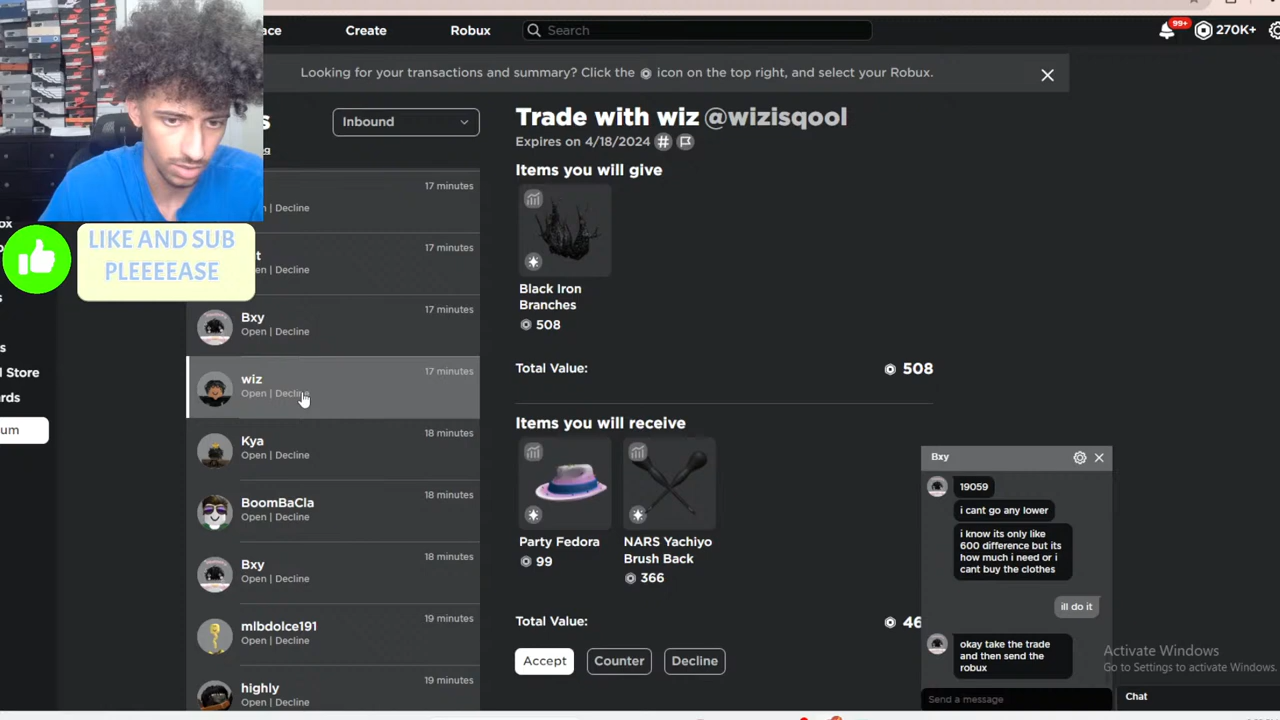 Create
Robux
Search
99+
270K+
Looking for your transactions and summary? Click the icon on the top right, and select your Robux.
Inbound
Trade with wiz @wizisqool
Expires on 4/18/2024
Items you will give
Black Iron
Branches
508
Total Value:
508
Items you will receive
Party Fedora
99
NARS Yachiyo
Brush Back
366
Total Value:
46
Accept
Counter
Decline
LIKE AND SUB
PLEEEEASE
17 minutes
| Decline
17 minutes
| Decline
Bxy
17 minutes
Open | Decline
wiz
17 minutes
Open | Decline
Kya
18 minutes
Open | Decline
BoomBaCla
18 minutes
Open | Decline
Bxy
18 minutes
Open | Decline
mlbdolce191
19 minutes
Open | Decline
highly
19 minutes
Open | Decline
Store
Bxy
19059
i cant go any lower
i know its only like
600 difference but its
how much i need or i
cant buy the clothes
ill do it
okay take the trade
and then send the
robux
Send a message
Chat
Activate Windows
Go to Settings to activate Windows.